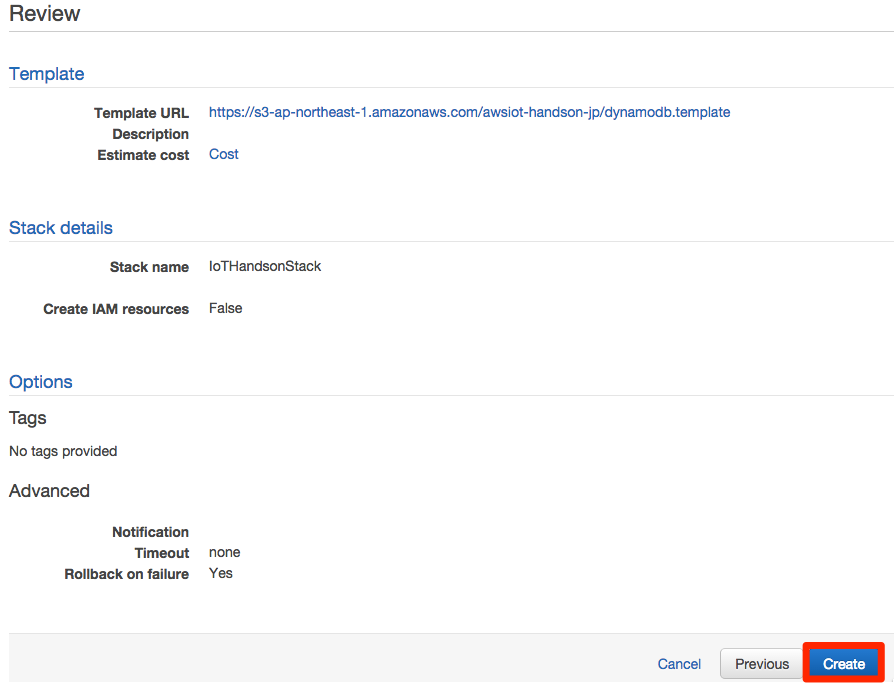 Review
Template
Template URL https://s3-ap-northeast-1.amazonaws.com/awsiot-handson-jp/dynamodb.template
Description
Estimate cost Cost
Stack details
Stack name IoTHandsonStack
Create IAM resources False
Options
Tags
No tags provided
Advanced
Notification
Timeout none
Rollback on failure Yes
Cancel Previous Create